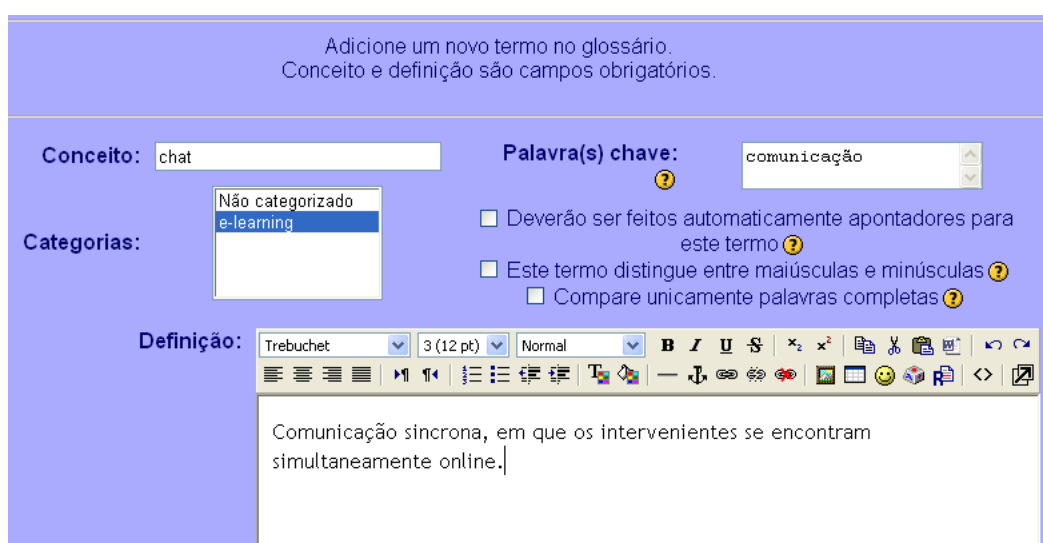 Adicione um novo termo no glossário.
Conceito e definição são campos obrigatórios.
Conceito: chat
Palavra(s) chave: comunicação
Categorias:
Não categorizado
e-learning
Deverão ser feitos automaticamente apontadores para
este termo
Este termo distingue entre maiúsculas e minúsculas
Compare unicamente palavras completas
Definição:
Trebuchet 3 (12 pt) Normal B I U S x₂ x²
Comunicação sincrona, em que os intervenientes se encontram
simultaneamente online.